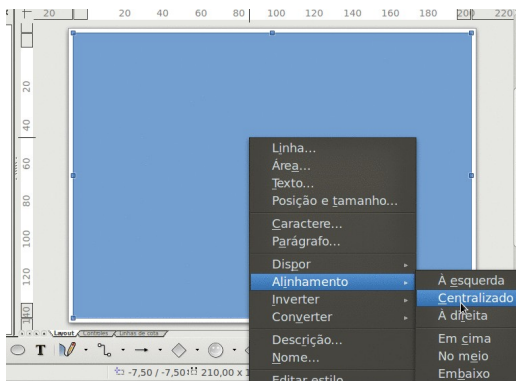 20 20 40 60 80 100 120 140 160 180 200 220
20
40
60
80
100
120
140
Linha...
Área...
Texto...
Posição e tamanho...
Caractere...
Parágrafo...
Dispor
Alinhamento
À esquerda
Inverter
Centralizado
Converter
À direita
Descrição...
Em cima
Nome...
No meio
Editar estilo
Embaixo
Layout Controles Linhas de cota
T
-7,50 / -7,50 210,00 x 1